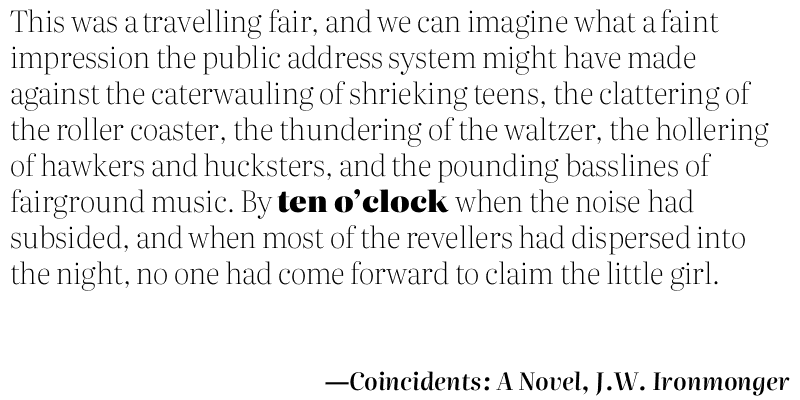 This was a travelling fair, and we can imagine what a faint
impression the public address system might have made
against the caterwauling of shrieking teens, the clattering of
the roller coaster, the thundering of the waltzer, the hollering
of hawkers and hucksters, and the pounding basslines of
fairground music. By ten o’clock when the noise had
subsided, and when most of the revellers had dispersed into
the night, no one had come forward to claim the little girl.
—Coincidents: A Novel, J.W. Ironmonger